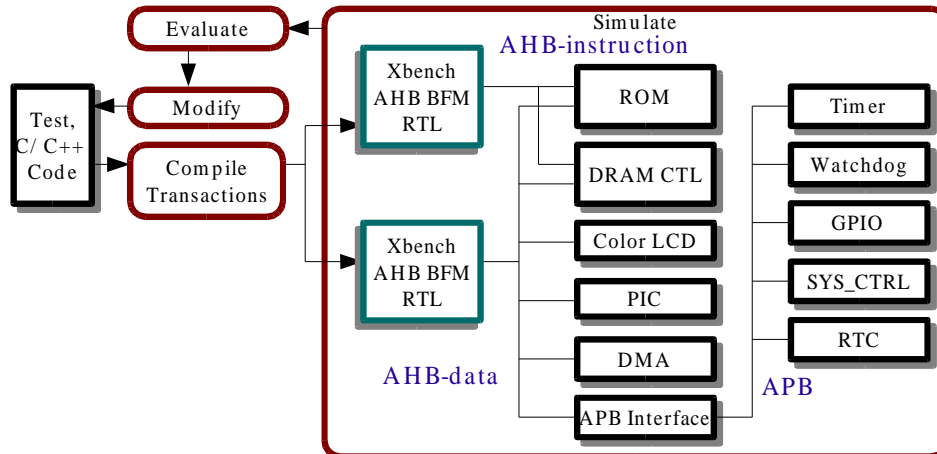 Evaluate
Modify
Test,
C/ C++
Code
Compile
Transactions
Simulate
AHB-instruction
Xbench
AHB BFM
RTL
Xbench
AHB BFM
RTL
AHB-data
ROM
DRAM CTL
Color LCD
PIC
DMA
APB Interface
Timer
Watchdog
GPIO
SYS_CTRL
RTC
APB